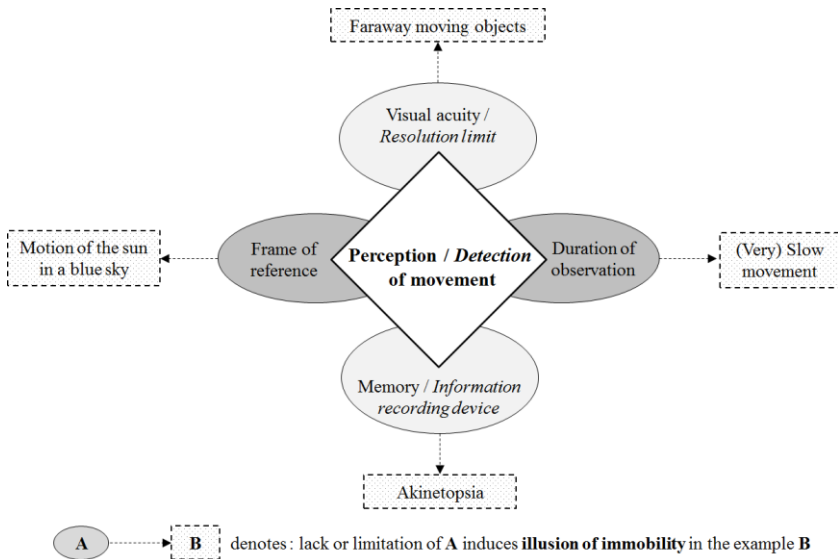 Faraway moving objects
Visual acuity /
Resolution limit
Motion of the sun
in a blue sky
Frame of
reference
Perception / Detection
of movement
Duration of
observation
(Very) Slow
movement
Memory / Information
recording device
Akinetopsia
A
B
denotes : lack or limitation of A induces illusion of immobility in the example B